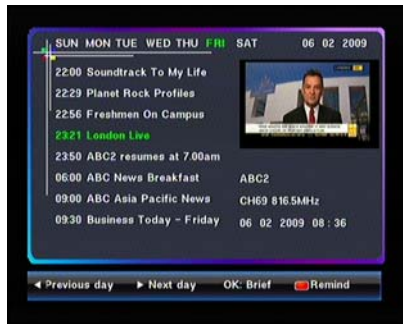 SUN MON TUE WED THU FRI SAT 06 02 2009
22:00 Soundtrack To My Life
22:29 Planet Rock Profiles
22:56 Freshmen On Campus
23:21 London Live
23:50 ABC2 resumes at 7.00am
06:00 ABC News Breakfast
09:00 ABC Asia Pacific News
09:30 Business Today - Friday
ABC2
CH69 816.5MHz
06 02 2009 08:36
Previous day Next day OK: Brief Remind